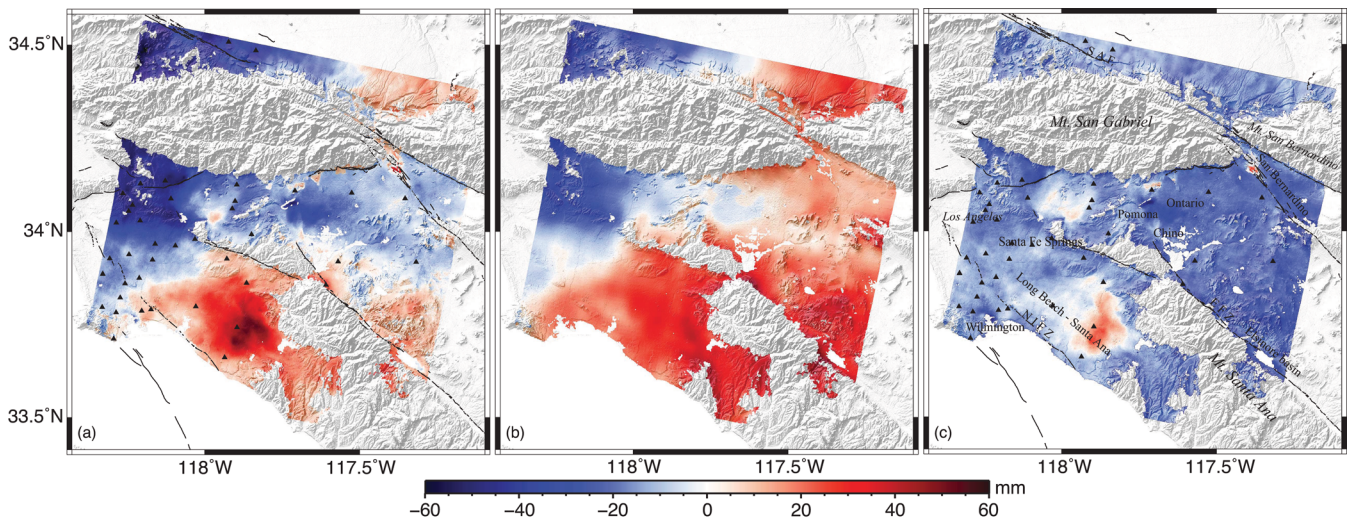 34.5°N
34°N
33.5°N
(a)
(b)
(c)
S.A.F.
Mt. San Gabriel
Mt. San Bernardino
San Bernardino
Ontario
Los Angeles
Pomona
Chino
Santa Fe Springs
Long Beach - Santa Ana
N.I.F.Z.
Wilmington
basin
Mt. Santa Ana
118°W
117.5°W
118°W
117.5°W
118°W
117.5°W
−60
−40
−20
0
20
40
60
mm